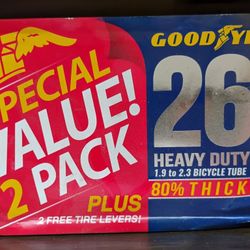 SPECIAL
VALUE!
2 PACK
PLUS
2 FREE TIRE LEVERS!
GOODYE
26
HEAVY DUTY
1.9 to 2.3 BICYCLE TUBE
80% THICK